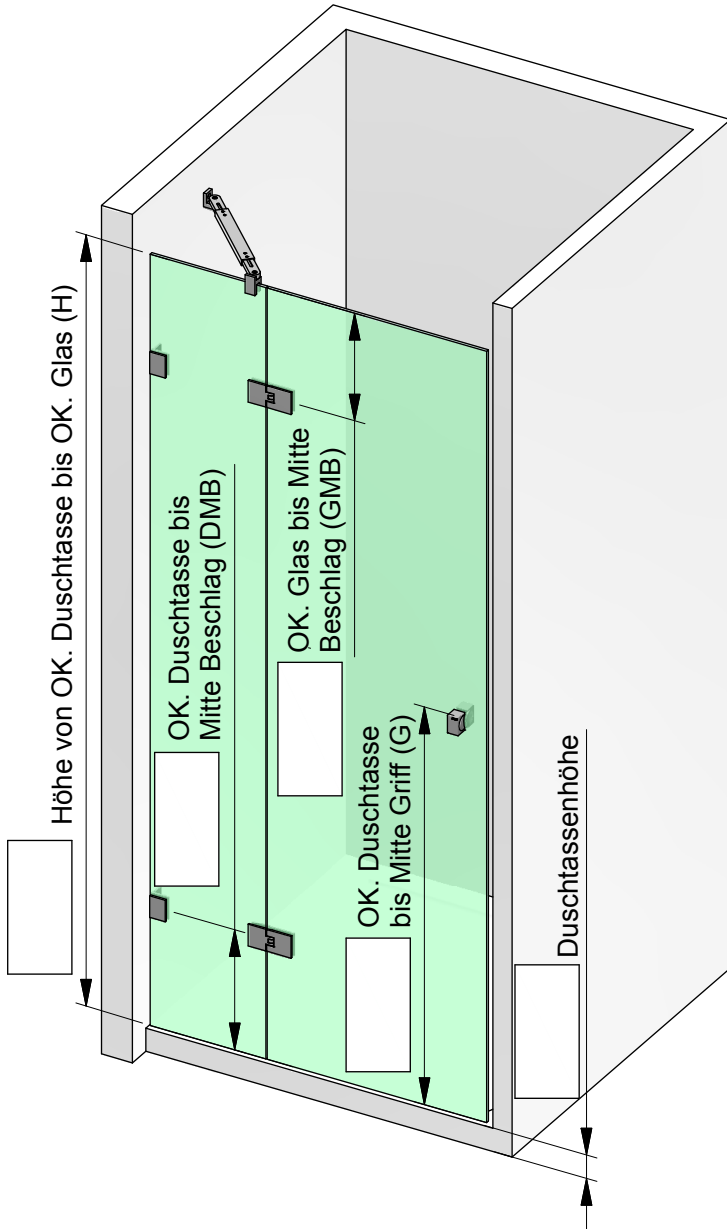 Höhe von OK. Duschtasse bis OK. Glas (H)
OK. Duschtasse bis
Mitte Beschlag (DMB)
OK. Glas bis Mitte
Beschlag (GMB)
OK. Duschtasse
bis Mitte Griff (G)
Duschtassenhöhe